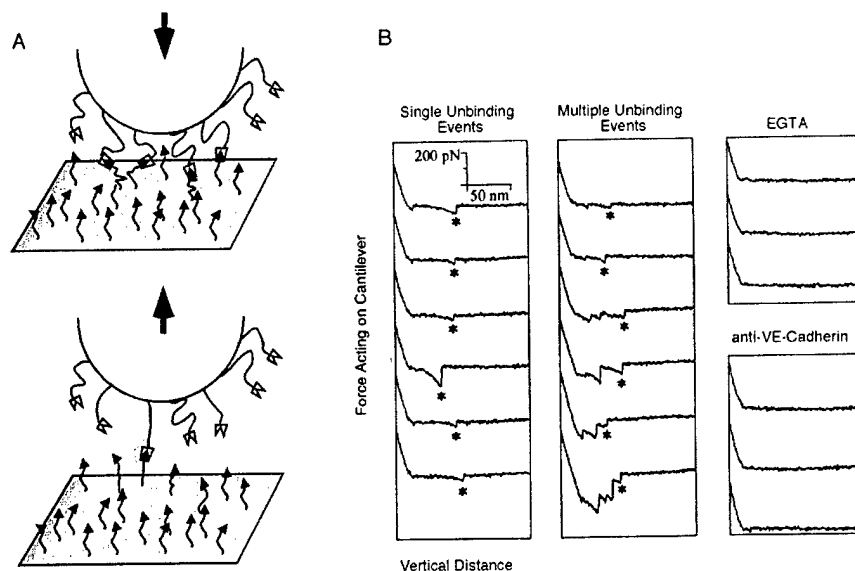 A
B
Single Unbinding
Events
200 pN
50 nm
*
*
*
*
*
*
Multiple Unbinding
Events
*
*
*
*
*
*
EGTA
anti-VE-Cadherin
Force Acting on Cantilever
Vertical Distance